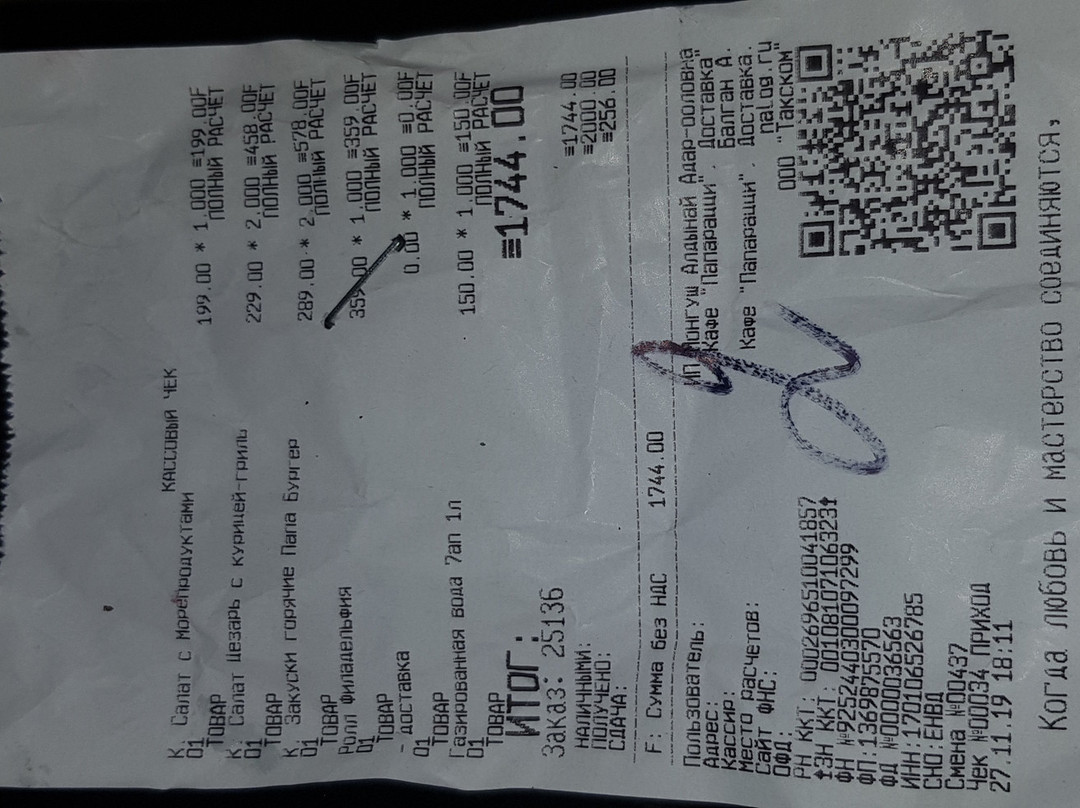 КАССОВЫЙ ЧЕК
К. Салат с Морепродуктами
01 199.00 * 1.000 ≡199.00F
ТОВАР ПОЛНЫЙ РАСЧЕТ
К. Салат Цезарь с курицей-гриль
01 229.00 * 2.000 ≡458.00F
ТОВАР ПОЛНЫЙ РАСЧЕТ
К Закуски горячие Папа Бургер
01 289.00 * 2.000 ≡578.00F
ТОВАР ПОЛНЫЙ РАСЧЕТ
Ролл Филадельфия
01 359.00 * 1.000 ≡359.00F
ТОВАР ПОЛНЫЙ РАСЧЕТ
- доставка
01 0.00 * 1.000 ≡0.00F
ТОВАР ПОЛНЫЙ РАСЧЕТ
Газированная вода 7ап 1л
01 150.00 * 1.000 ≡150.00F
ТОВАР ПОЛНЫЙ РАСЧЕТ
ИТОГ: ≡1744.00
Заказ: 25136
НАЛИЧНЫМИ: ≡1744.00
ПОЛУЧЕНО: ≡2000.00
СДАЧА: ≡256.00
F: Сумма без НДС 1744.00
Пользователь: ИП Монгуш Алдынай Адар-ооловна
Адрес: Кафе "Папарацци". Доставка
Кассир: Балган А.
Место расчетов: Кафе "Папарацци". Доставка.
Сайт ФНС: nalog.ru
ОФД: ООО "Такском"
РН ККТ: 0002696510041857
ЗН ККТ: 00108107106323
ФН №9252440300097299
ФП:1369875570
ФД №0000036563
ИНН:170106526785
СНО:ЕНВД
Смена №00437
Чек №00034 ПРИХОД
27.11.19 18:11
Когда любовь и мастерство соединяются,